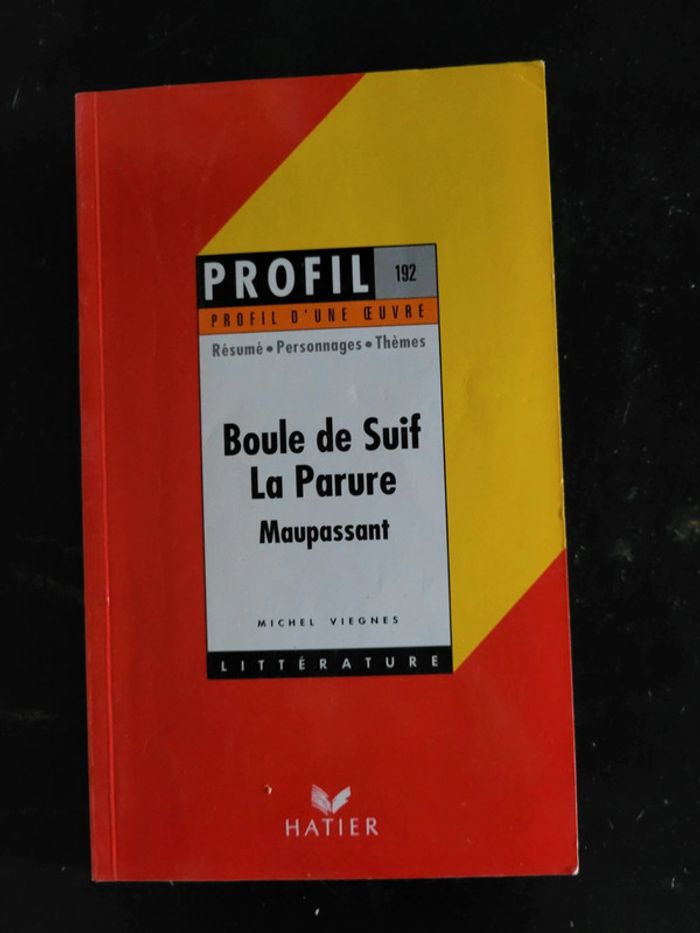 PROFIL 192
PROFIL D'UNE ŒUVRE
Résumé • Personnages • Thèmes
Boule de Suif
La Parure
Maupassant
MICHEL VIEGNES
LITTÉRATURE
HATIER